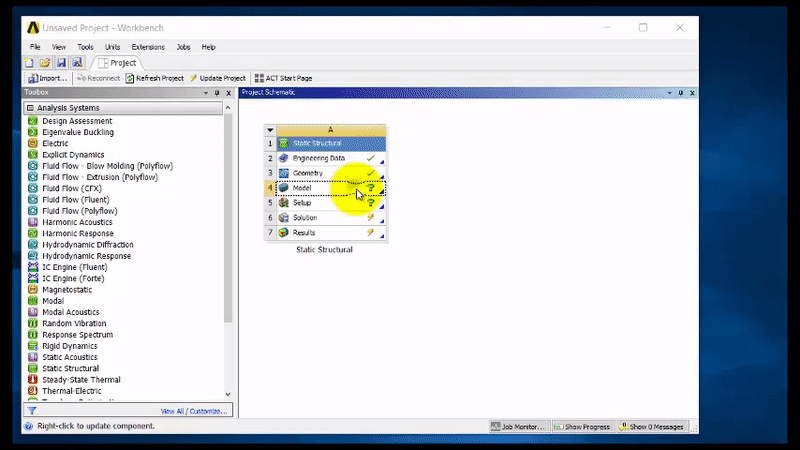 Unsaved Project - Workbench
File View Tools Units Extensions Jobs Help
Project
Import... Reconnect Refresh Project Update Project ACT Start Page
Toolbox
Project Schematic
Analysis Systems
Design Assessment
Eigenvalue Buckling
Electric
Explicit Dynamics
Fluid Flow - Blow Molding (Polyflow)
Fluid Flow - Extrusion (Polyflow)
Fluid Flow (CFX)
Fluid Flow (Fluent)
Fluid Flow (Polyflow)
Harmonic Acoustics
Harmonic Response
Hydrodynamic Diffraction
Hydrodynamic Response
IC Engine (Fluent)
IC Engine (Forte)
Magnetostatic
Modal
Modal Acoustics
Random Vibration
Response Spectrum
Rigid Dynamics
Static Acoustics
Static Structural
Steady-State Thermal
Thermal-Electric
View All / Customize...
A
1 Static Structural
2 Engineering Data
3 Geometry
4 Model
5 Setup
6 Solution
7 Results
Static Structural
Right-click to update component.
Job Monitor... Show Progress Show 0 Messages